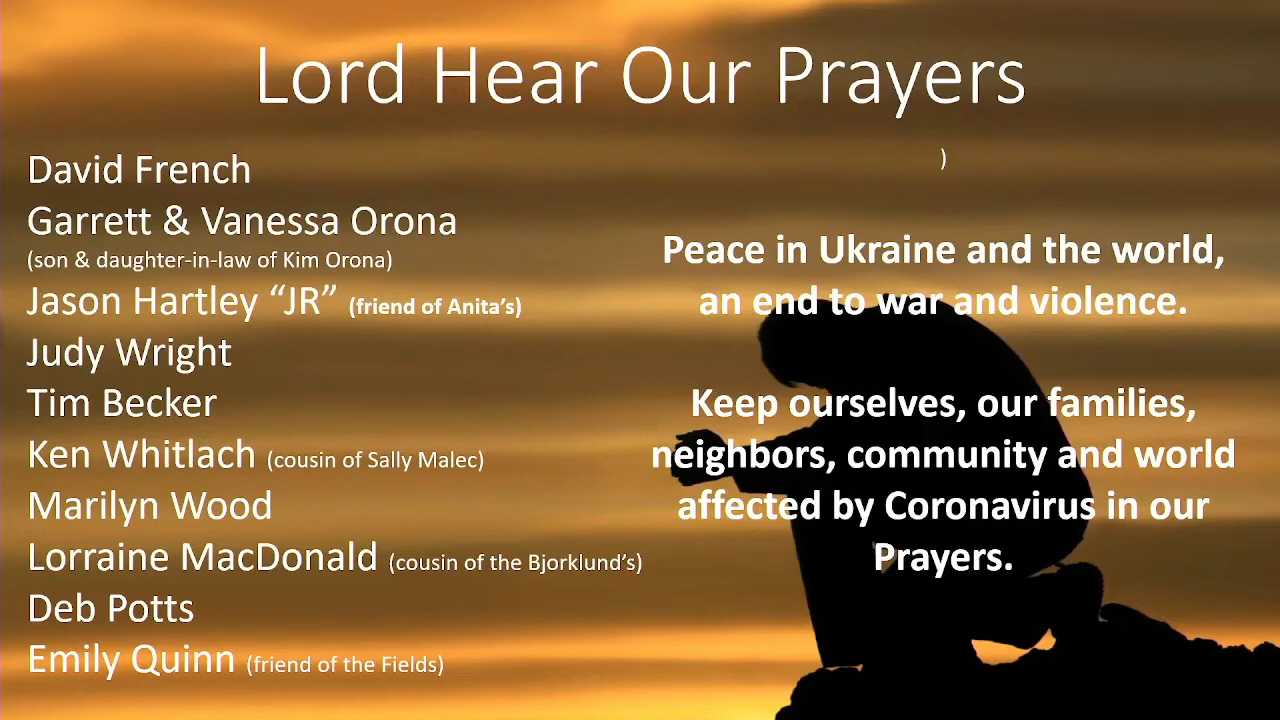 Lord Hear Our Prayers
David French
Garrett & Vanessa Orona
(son & daughter-in-law of Kim Orona)
Jason Hartley “JR” (friend of Anita’s)
Judy Wright
Tim Becker
Ken Whitlach (cousin of Sally Malec)
Marilyn Wood
Lorraine MacDonald (cousin of the Bjorklund’s)
Deb Potts
Emily Quinn (friend of the Fields)
)
Peace in Ukraine and the world,
an end to war and violence.
Keep ourselves, our families,
neighbors, community and world
affected by Coronavirus in our
Prayers.